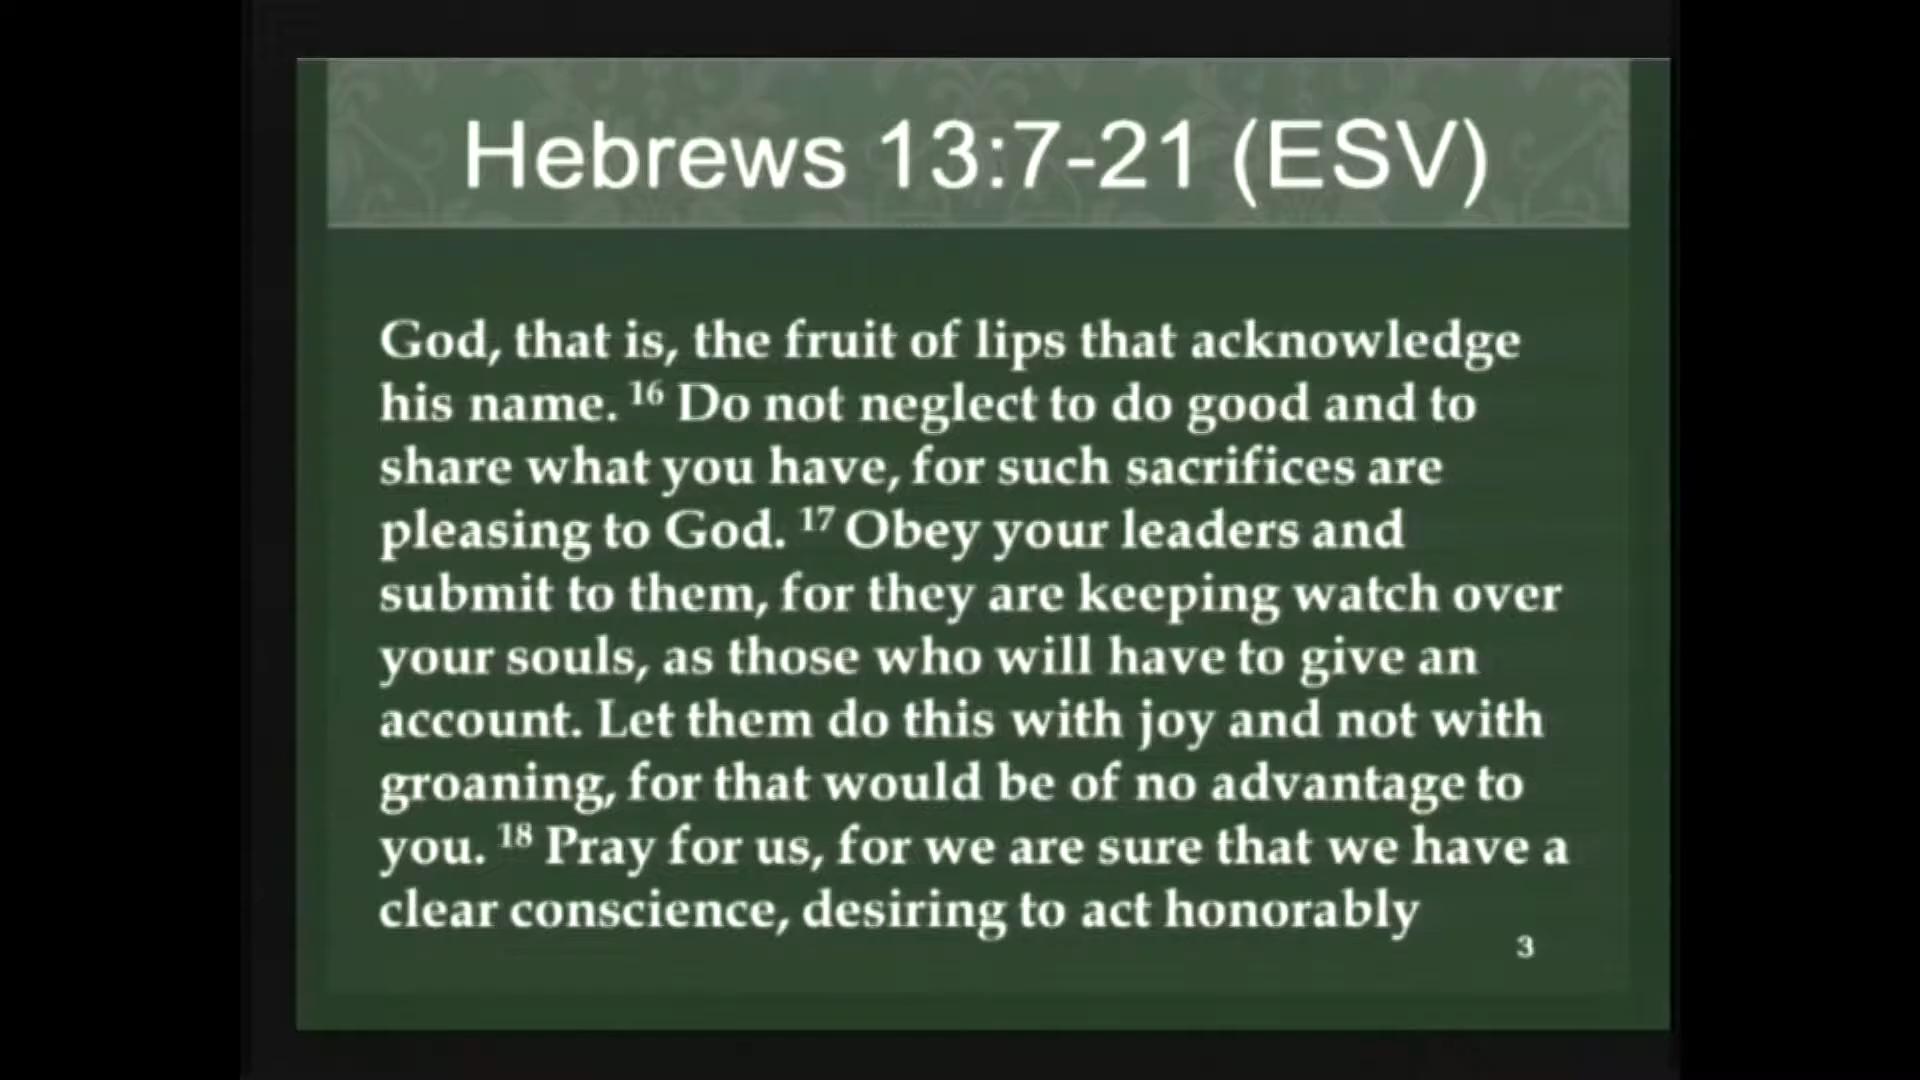 Hebrews 13:7-21 (ESV)
God, that is, the fruit of lips that acknowledge
his name. 16 Do not neglect to do good and to
share what you have, for such sacrifices are
pleasing to God. 17 Obey your leaders and
submit to them, for they are keeping watch over
your souls, as those who will have to give an
account. Let them do this with joy and not with
groaning, for that would be of no advantage to
you. 18 Pray for us, for we are sure that we have a
clear conscience, desiring to act honorably
3